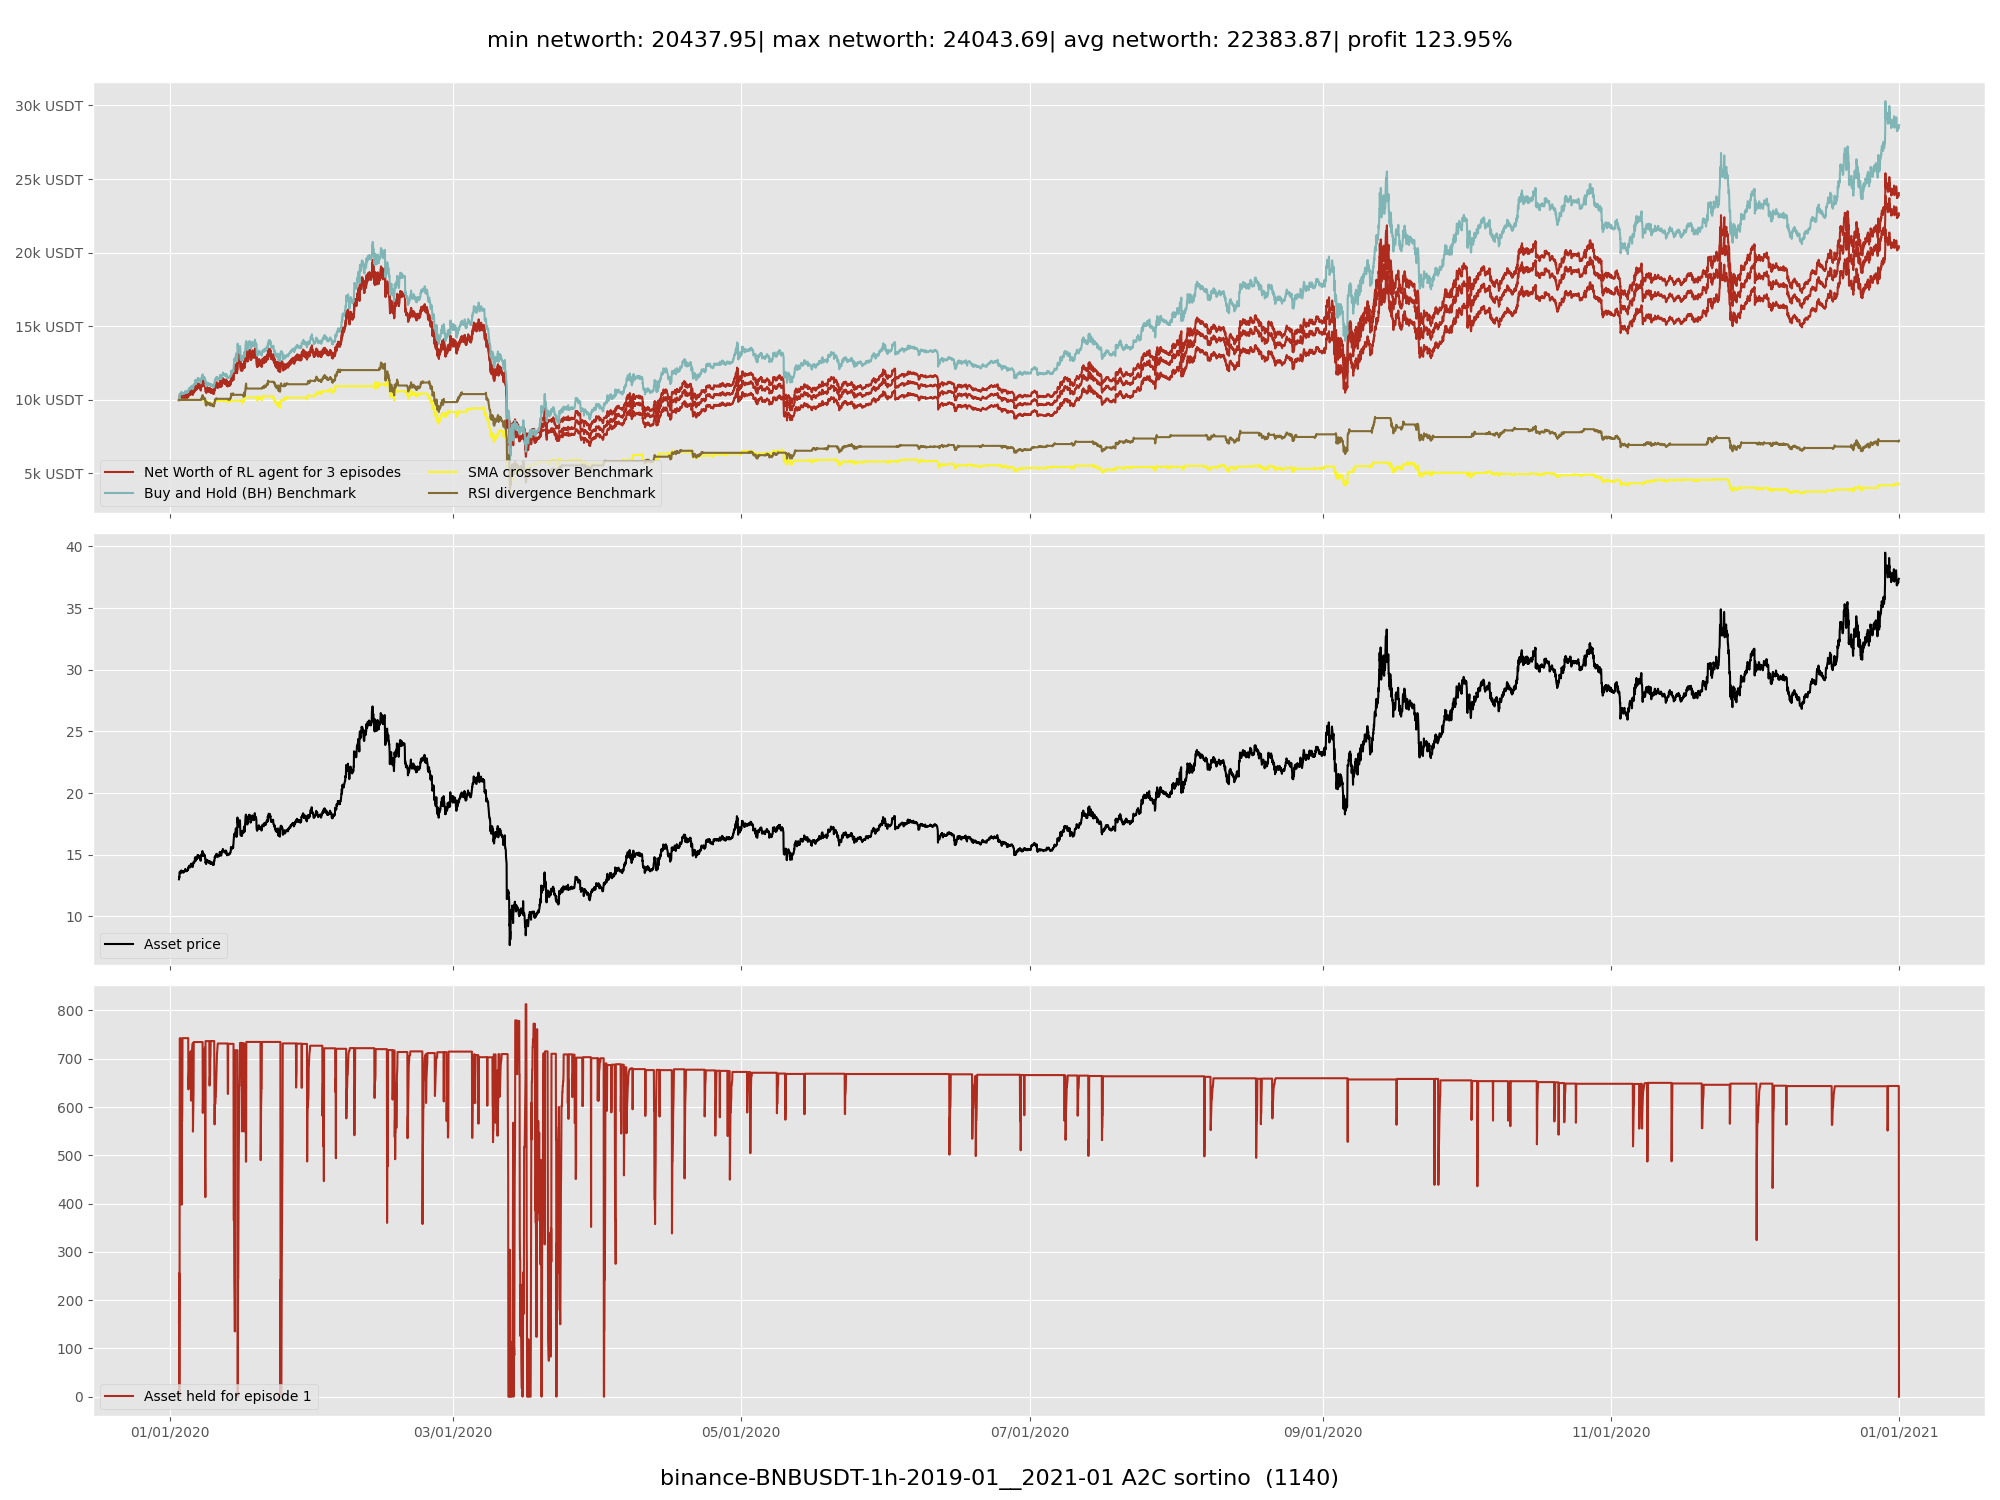 min networth: 20437.95| max networth: 24043.69| avg networth: 22383.87| profit 123.95%
30k USDT
25k USDT
20k USDT
15k USDT
10k USDT
5k USDT
Net Worth of RL agent for 3 episodes
Buy and Hold (BH) Benchmark
SMA crossover Benchmark
RSI divergence Benchmark
40
35
30
25
20
15
10
Asset price
800
700
600
500
400
300
200
100
0
Asset held for episode 1
01/01/2020 03/01/2020 05/01/2020 07/01/2020 09/01/2020 11/01/2020 01/01/2021
binance-BNBUSDT-1h-2019-01__2021-01 A2C sortino  (1140)